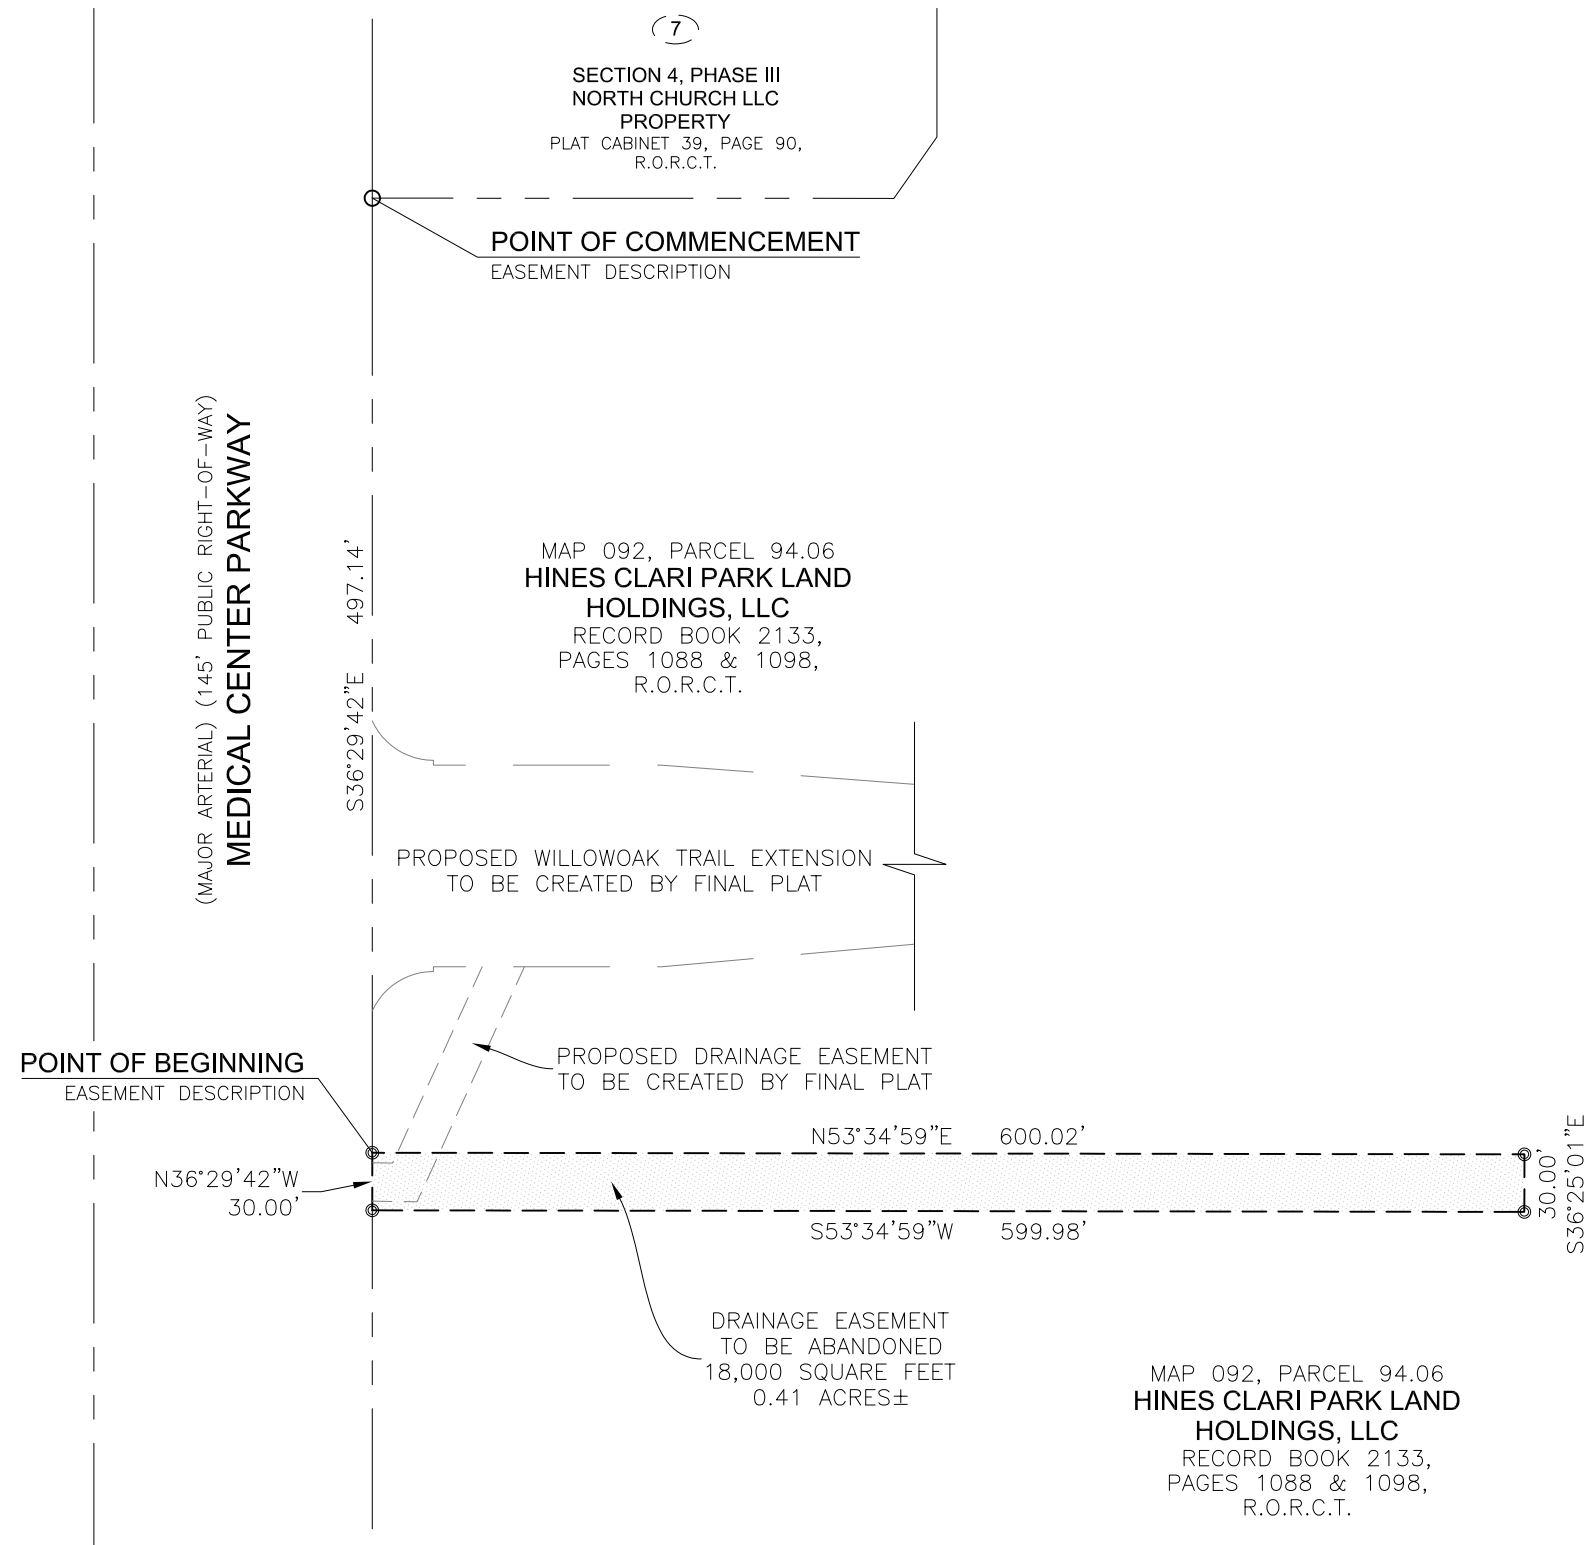 7
SECTION 4, PHASE III
NORTH CHURCH LLC
PROPERTY
PLAT CABINET 39, PAGE 90,
R.O.R.C.T.
POINT OF COMMENCEMENT
EASEMENT DESCRIPTION
(MAJOR ARTERIAL) (145' PUBLIC RIGHT-OF-WAY)
MEDICAL CENTER PARKWAY
S36°29'42"E 497.14'
MAP 092, PARCEL 94.06
HINES CLARI PARK LAND
HOLDINGS, LLC
RECORD BOOK 2133,
PAGES 1088 & 1098,
R.O.R.C.T.
PROPOSED WILLOWOAK TRAIL EXTENSION
TO BE CREATED BY FINAL PLAT
POINT OF BEGINNING
EASEMENT DESCRIPTION
PROPOSED DRAINAGE EASEMENT
TO BE CREATED BY FINAL PLAT
N53°34'59"E 600.02'
N36°29'42"W
30.00'
30.00'
S36°25'01"E
S53°34'59"W 599.98'
DRAINAGE EASEMENT
TO BE ABANDONED
18,000 SQUARE FEET
0.41 ACRES±
MAP 092, PARCEL 94.06
HINES CLARI PARK LAND
HOLDINGS, LLC
RECORD BOOK 2133,
PAGES 1088 & 1098,
R.O.R.C.T.